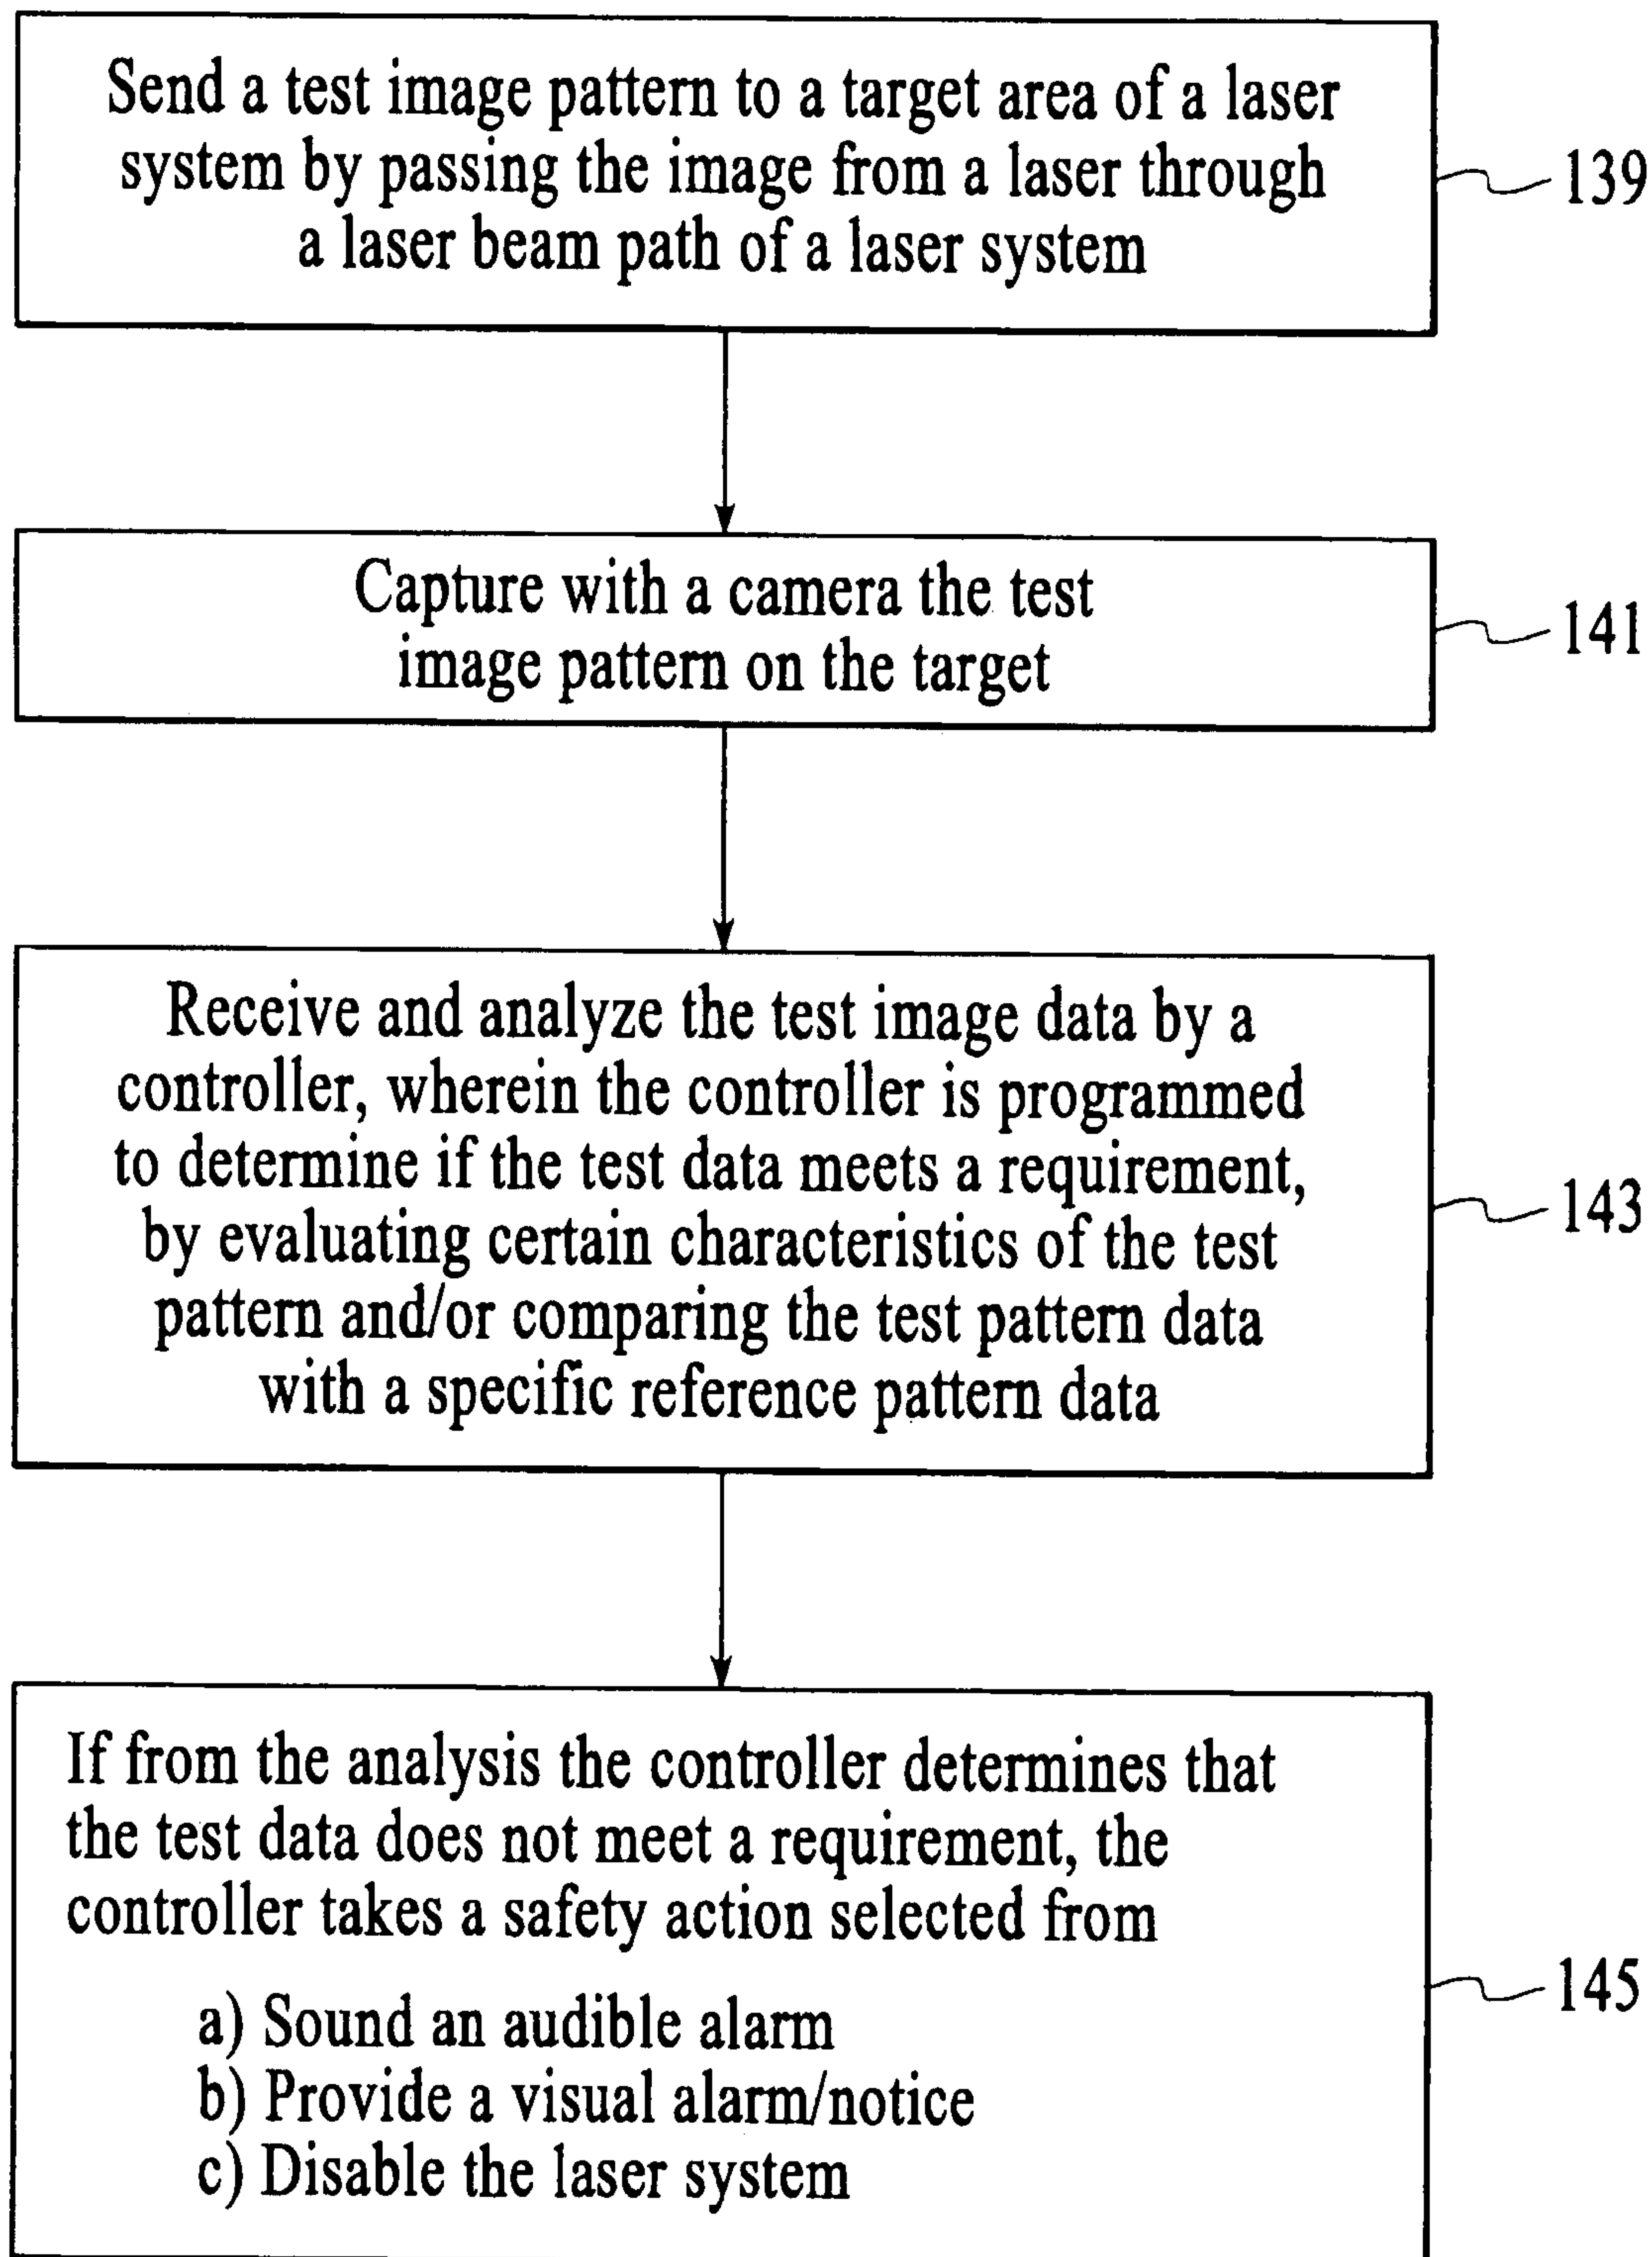 Send a test image pattern to a target area of a laser
system by passing the image from a laser through
a laser beam path of a laser system
139
Capture with a camera the test
image pattern on the target
141
Receive and analyze the test image data by a
controller, wherein the controller is programmed
to determine if the test data meets a requirement,
by evaluating certain characteristics of the test
pattern and/or comparing the test pattern data
with a specific reference pattern data
143
If from the analysis the controller determines that
the test data does not meet a requirement, the
controller takes a safety action selected from
a) Sound an audible alarm
b) Provide a visual alarm/notice
c) Disable the laser system
145